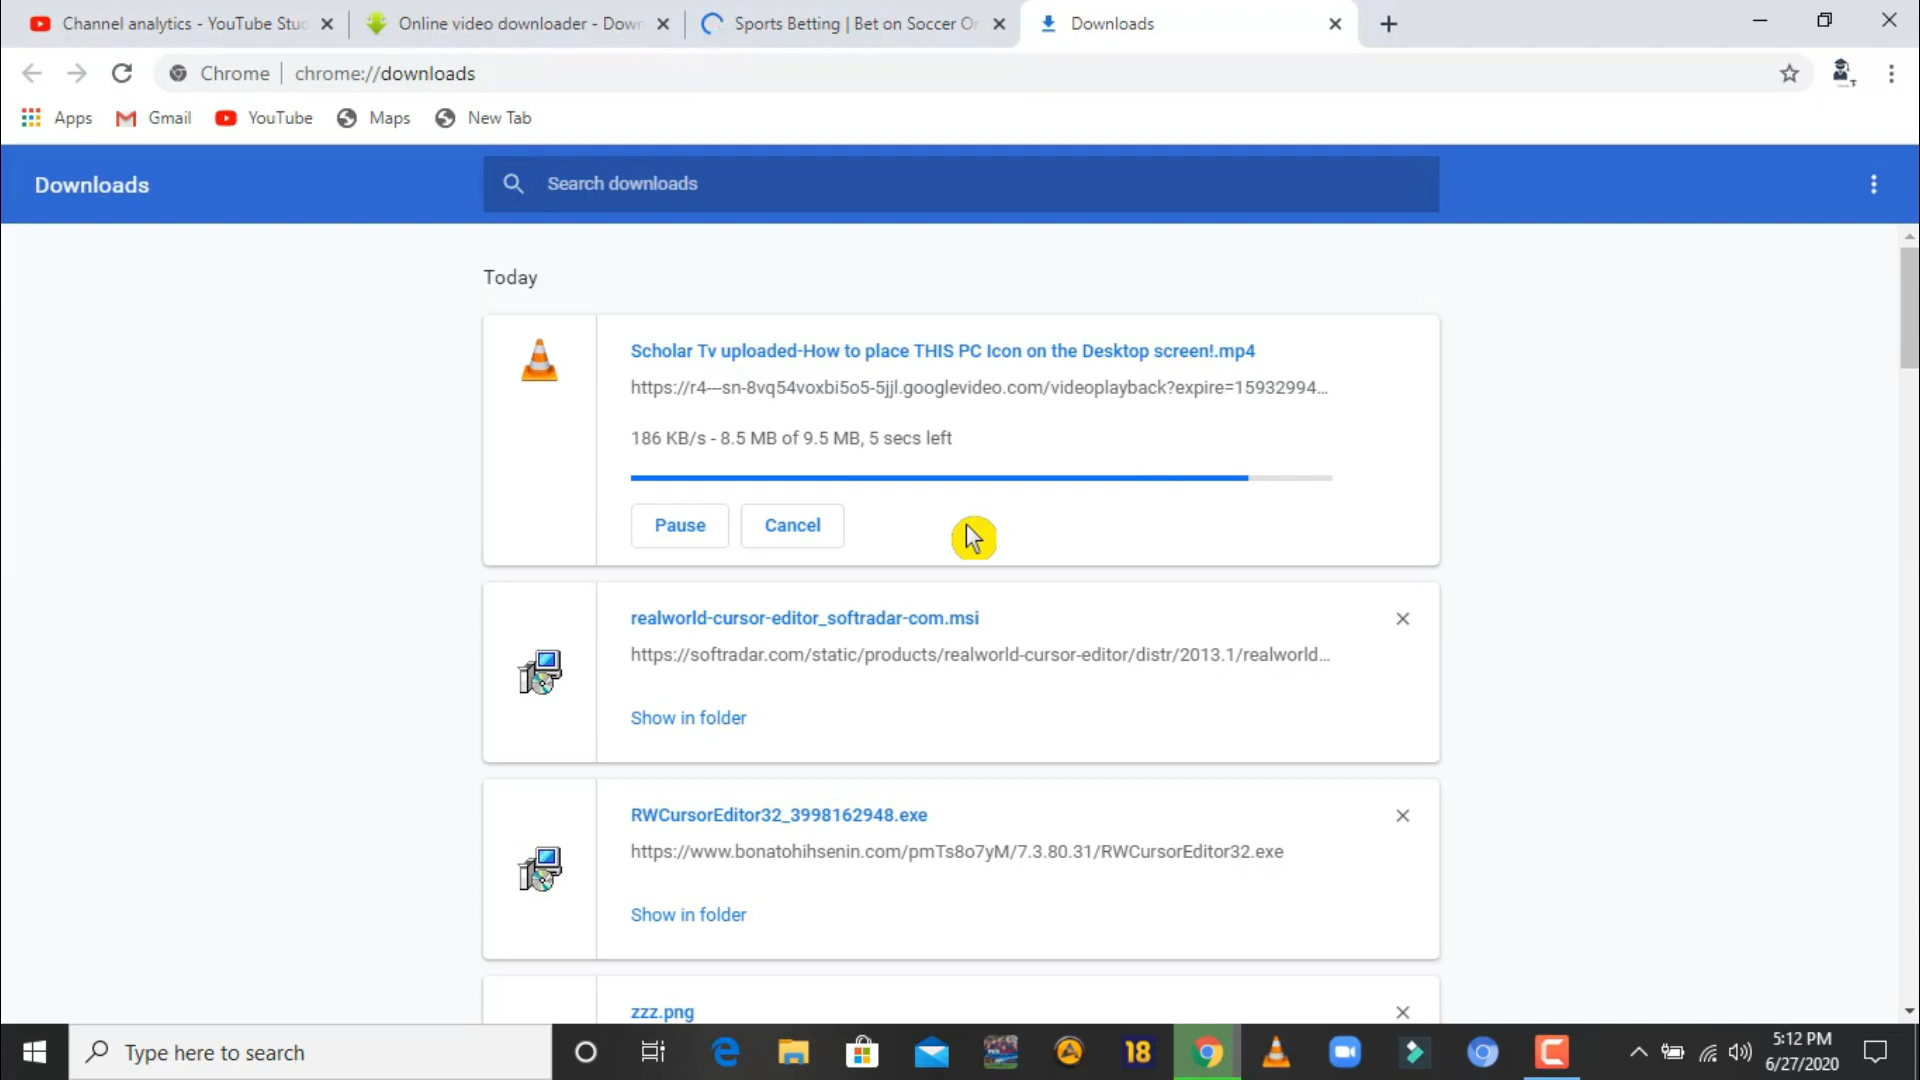 Channel analytics - YouTube Stud
Online video downloader - Down
Sports Betting | Bet on Soccer On
Downloads
Chrome
chrome://downloads
Apps
Gmail
YouTube
Maps
New Tab
Downloads
Search downloads
Today
Scholar Tv uploaded-How to place THIS PC Icon on the Desktop screen!.mp4
https://r4---sn-8vq54voxbi5o5-5jjl.googlevideo.com/videoplayback?expire=15932994...
186 KB/s - 8.5 MB of 9.5 MB, 5 secs left
Pause
Cancel
realworld-cursor-editor_softradar-com.msi
https://softradar.com/static/products/realworld-cursor-editor/distr/2013.1/realworld...
Show in folder
RWCursorEditor32_3998162948.exe
https://www.bonatohihsenin.com/pmTs8o7yM/7.3.80.31/RWCursorEditor32.exe
Show in folder
zzz.png
Type here to search
18
5:12 PM
6/27/2020